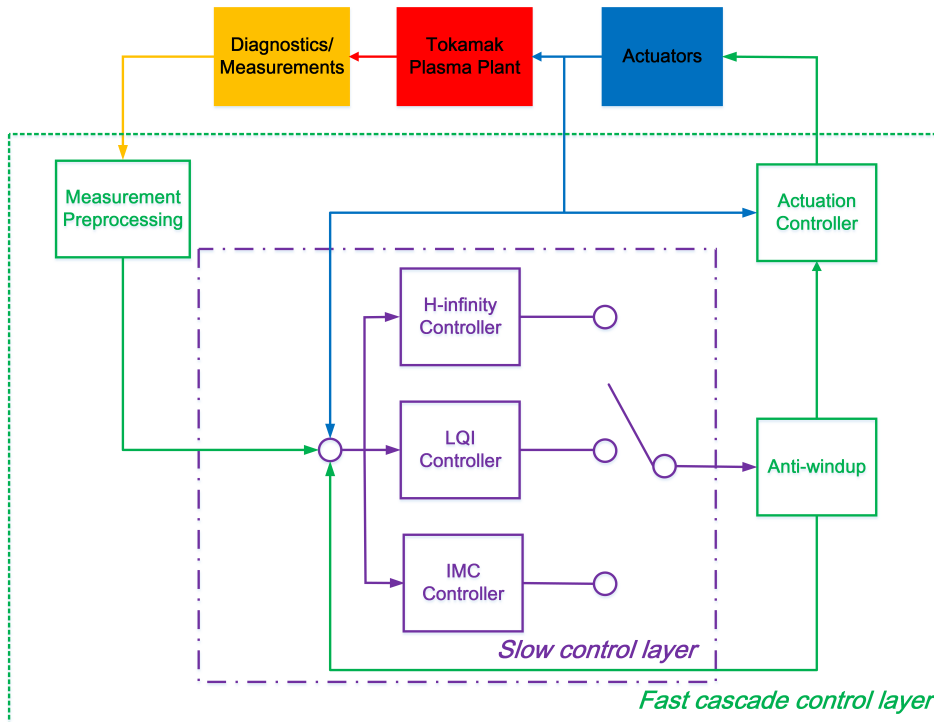 Diagnostics/
Measurements
Tokamak
Plasma Plant
Actuators
Measurement
Preprocessing
Actuation
Controller
H-infinity
Controller
LQI
Controller
Anti-windup
IMC
Controller
Slow control layer
Fast cascade control layer